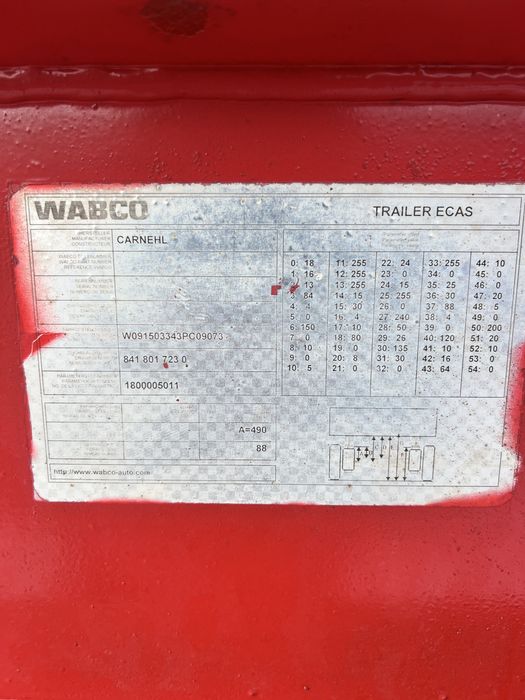 WABCO
TRAILER ECAS
HERSTELLER
MANUFACTURER
CONSTRUCTEUR
CARNEHL
W091503343PC09073
841 801 723 0
1800005011
A=490
88
http://www.wabco-auto.com
0: 18 11: 255 22: 24 33: 255 44: 10
1: 16 12: 255 23: 0 34: 0 45: 0
13 13: 255 24: 15 35: 25 46: 0
84 14: 15 25: 255 36: 30 47: 20
4: 4 15: 30 26: 0 37: 88 48: 5
5: 0 16: 4 27: 240 38: 4 49: 0
6: 150 17: 10 28: 50 39: 0 50: 200
7: 0 18: 80 29: 26 40: 120 51: 20
8: 10 19: 0 30: 135 41: 10 52: 10
9: 0 20: 8 31: 30 42: 16 53: 0
10: 5 21: 0 32: 0 43: 64 54: 0